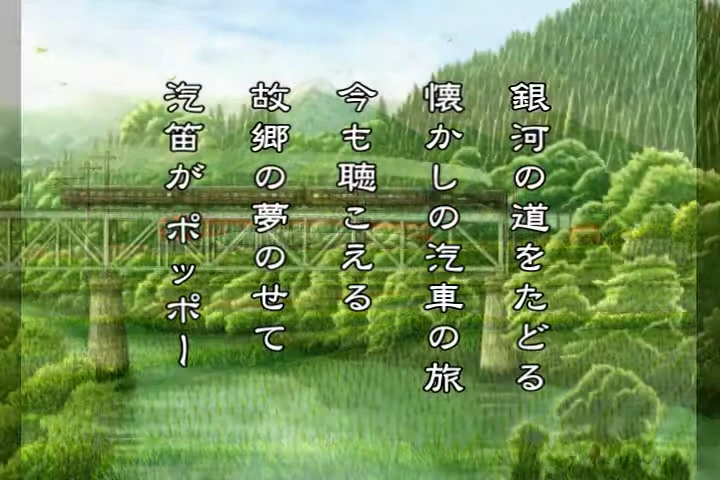 銀河の道をたどる
懐かしの汽車の旅
今も聴こえる
故郷の夢のせて
汽笛が ポッポー